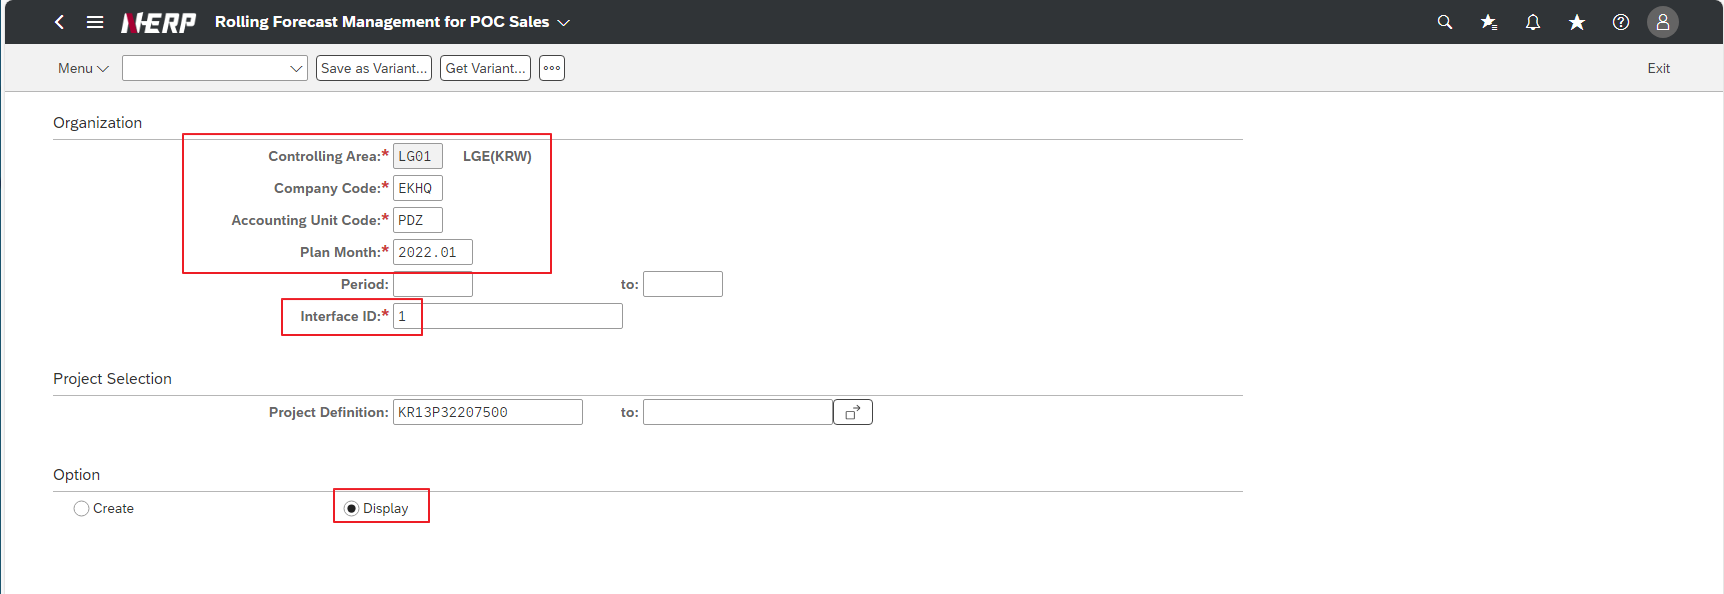 NERP Rolling Forecast Management for POC Sales
Menu Save as Variant... Get Variant... Exit
Organization
Controlling Area:* LG01 LGE(KRW)
Company Code:* EKHQ
Accounting Unit Code:* PDZ
Plan Month:* 2022.01
Period: to:
Interface ID:* 1
Project Selection
Project Definition: KR13P32207500 to:
Option
Create Display